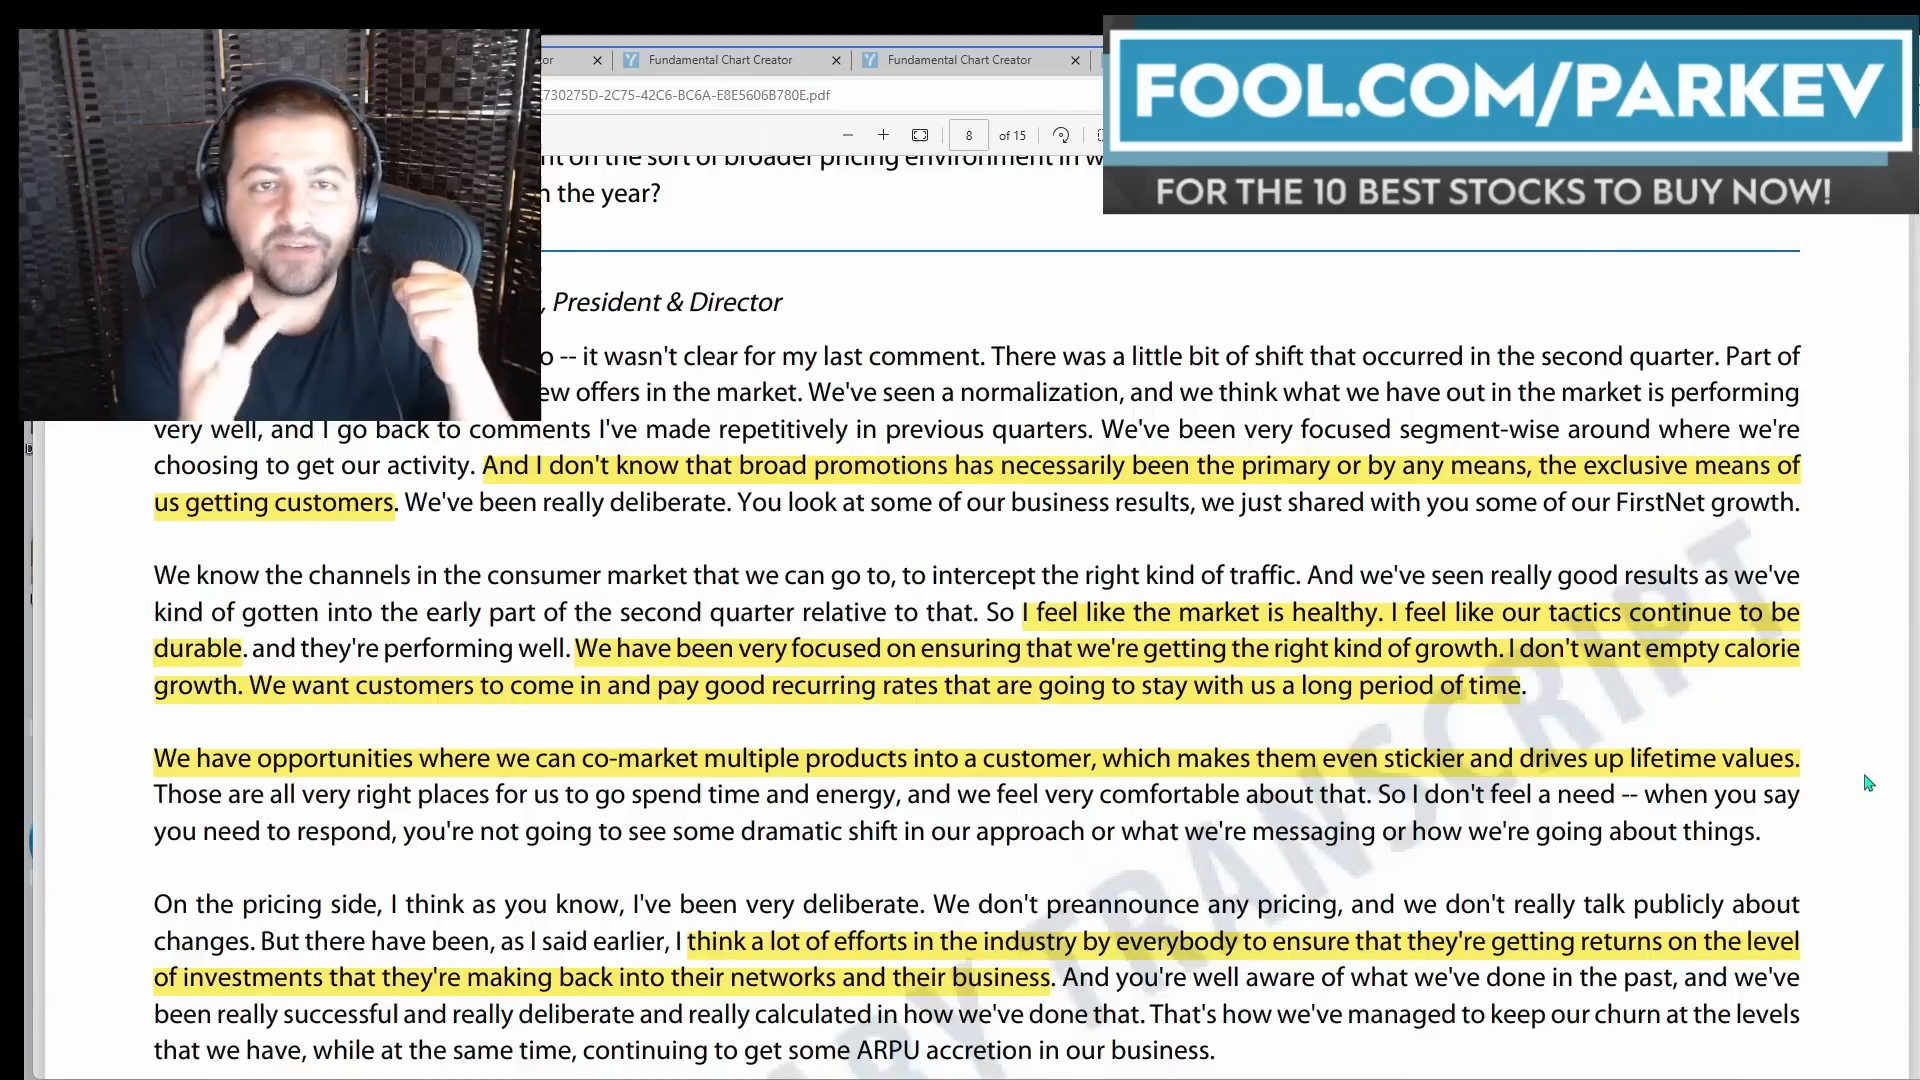 or
Fundamental Chart Creator
Fundamental Chart Creator
FOOL.COM/PARKEV
FOR THE 10 BEST STOCKS TO BUY NOW!
E730275D-2C75-42C6-BC6A-E8E5606B780E.pdf
8 of 15
on the sort of broader pricing environment in
the year?
, President & Director
-- it wasn't clear for my last comment. There was a little bit of shift that occurred in the second quarter. Part of
offers in the market. We've seen a normalization, and we think what we have out in the market is performing
very well, and I go back to comments I've made repetitively in previous quarters. We've been very focused segment-wise around where we're
choosing to get our activity. And I don't know that broad promotions has necessarily been the primary or by any means, the exclusive means of
us getting customers. We've been really deliberate. You look at some of our business results, we just shared with you some of our FirstNet growth.
We know the channels in the consumer market that we can go to, to intercept the right kind of traffic. And we've seen really good results as we've
kind of gotten into the early part of the second quarter relative to that. So I feel like the market is healthy. I feel like our tactics continue to be
durable. and they're performing well. We have been very focused on ensuring that we're getting the right kind of growth. I don't want empty calorie
growth. We want customers to come in and pay good recurring rates that are going to stay with us a long period of time.
We have opportunities where we can co-market multiple products into a customer, which makes them even stickier and drives up lifetime values.
Those are all very right places for us to go spend time and energy, and we feel very comfortable about that. So I don't feel a need -- when you say
you need to respond, you're not going to see some dramatic shift in our approach or what we're messaging or how we're going about things.
On the pricing side, I think as you know, I've been very deliberate. We don't preannounce any pricing, and we don't really talk publicly about
changes. But there have been, as I said earlier, I think a lot of efforts in the industry by everybody to ensure that they're getting returns on the level
of investments that they're making back into their networks and their business. And you're well aware of what we've done in the past, and we've
been really successful and really deliberate and really calculated in how we've done that. That's how we've managed to keep our churn at the levels
that we have, while at the same time, continuing to get some ARPU accretion in our business.
TRANSCRIPT